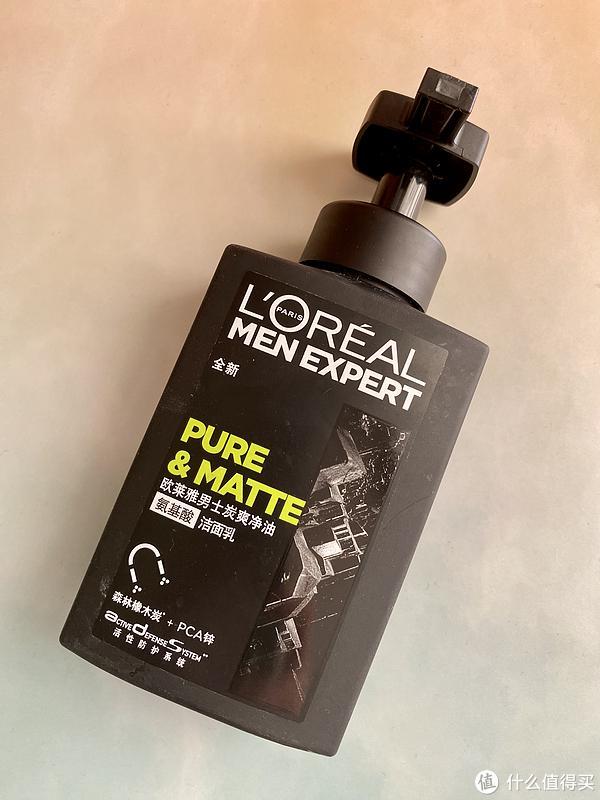 L'ORÉAL
PARIS
MEN EXPERT
全新
PURE
& MATTE
欧莱雅男士炭爽净油
氨基酸 洁面乳
森林橡木炭* + PCA锌
ACTIVE DEFENSE SYSTEM**
活性防护系统
值 什么值得买